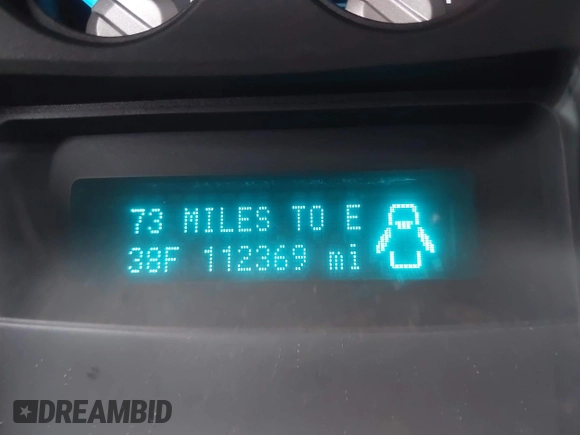 73 MILES TO E
38F 112369 mi
DREAMBID